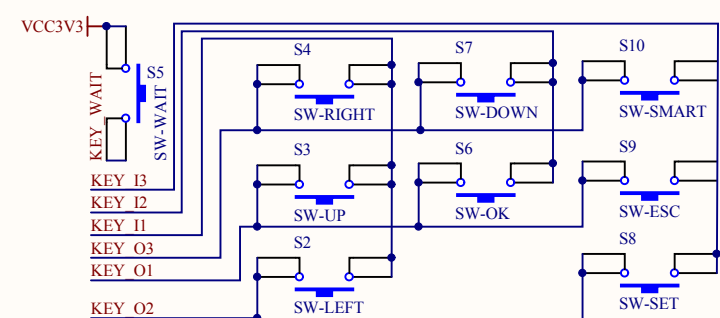 VCC3V3
S5
SW-WAIT
KEY_WAIT
S4
SW-RIGHT
S7
SW-DOWN
S10
SW-SMART
S3
SW-UP
S6
SW-OK
S9
SW-ESC
KEY_I3
KEY_I2
KEY_I1
KEY_O3
KEY_O1
S2
SW-LEFT
S8
SW-SET
KEY_O2